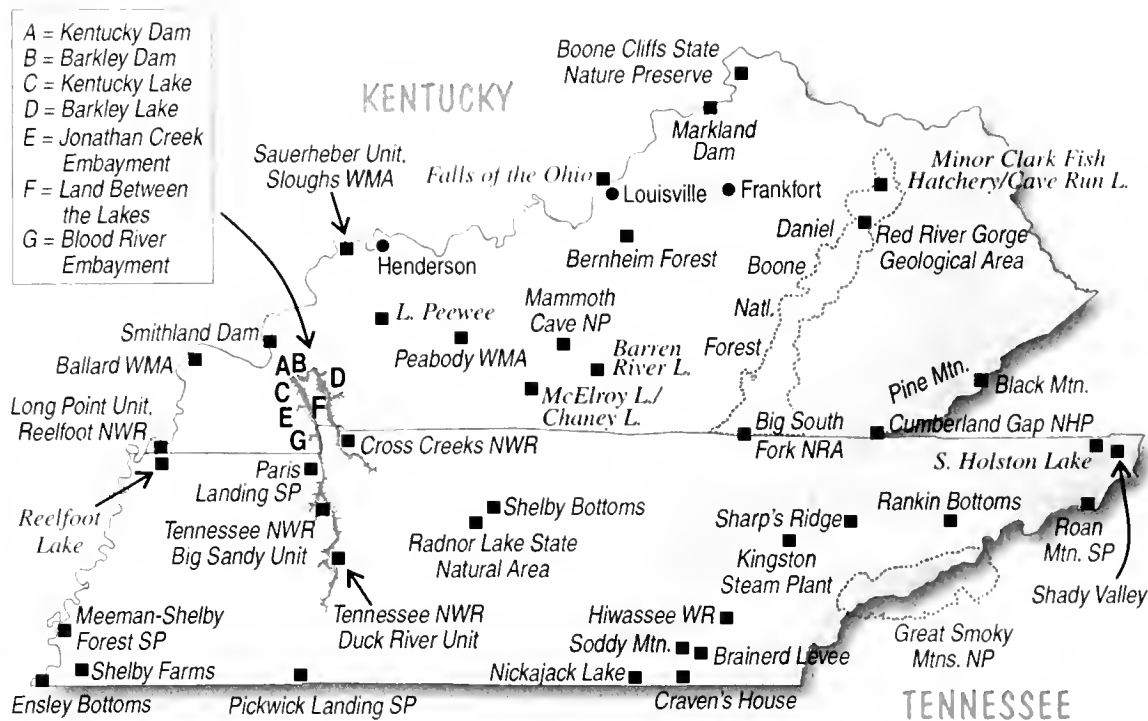 A = Kentucky Dam
B = Barkley Dam
C = Kentucky Lake
D = Barkley Lake
E = Jonathan Creek
Embayment
F = Land Between
the Lakes
G = Blood River
Embayment
KENTUCKY
Boone Cliffs State
Nature Preserve
Markland
Dam
Sauerheber Unit,
Sloughs WMA
Falls of the Ohio
Louisville
Frankfort
Minor Clark Fish
Hatchery/Cave Run L.
Henderson
Bernheim Forest
Daniel
Boone
Natl.
Forest
Red River Gorge
Geological Area
L. Peewee
Peabody WMA
Mammoth
Cave NP
Barren
River L.
McElroy L./
Chaney L.
Smithland Dam
Ballard WMA
A
B
C
D
E
F
G
Pine Mtn.
Black Mtn.
Long Point Unit,
Reelfoot NWR
Cross Creeks NWR
Big South
Fork NRA
Cumberland Gap NHP
S. Holston Lake
Reelfoot
Lake
Paris
Landing SP
Tennessee NWR
Big Sandy Unit
Shelby Bottoms
Radnor Lake State
Natural Area
Sharp's Ridge
Kingston
Steam Plant
Rankin Bottoms
Roan
Mtn. SP
Shady Valley
Meeman-Shelby
Forest SP
Tennessee NWR
Duck River Unit
Hiwassee WR
Soddy Mtn.
Brainerd Levee
Great Smoky
Mtns. NP
Shelby Farms
Ensley Bottoms
Pickwick Landing SP
Nickajack Lake
Craven's House
TENNESSEE